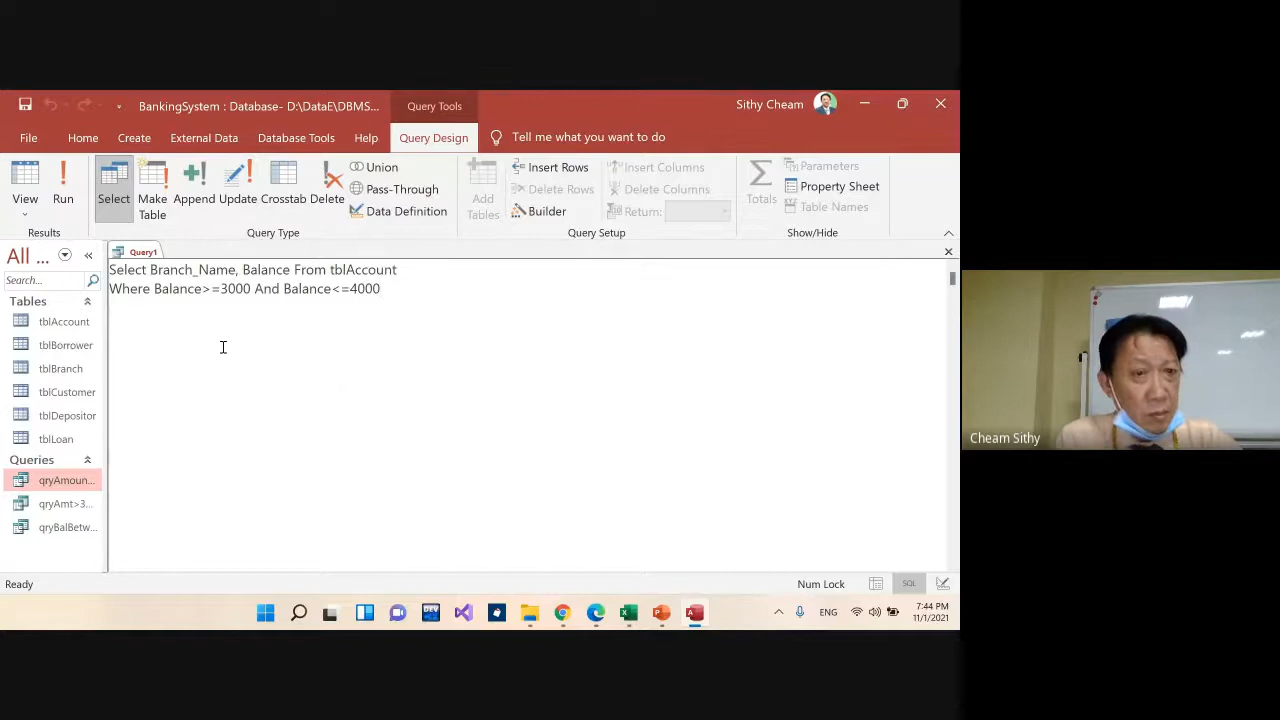 BankingSystem : Database- D:\DataE\DBMS...
Query Tools
Sithy Cheam
File
Home
Create
External Data
Database Tools
Help
Query Design
Tell me what you want to do
View
Run
Select
Make
Table
Append
Update
Crosstab
Delete
Union
Pass-Through
Data Definition
Add
Tables
Insert Rows
Delete Rows
Builder
Insert Columns
Delete Columns
Return:
Totals
Parameters
Property Sheet
Table Names
Results
Query Type
Query Setup
Show/Hide
All ...
Query1
Search...
Tables
tblAccount
tblBorrower
tblBranch
tblCustomer
tblDepositor
tblLoan
Queries
qryAmoun...
qryAmt>3...
qryBalBetw...
Select Branch_Name, Balance From tblAccount
Where Balance>=3000 And Balance<=4000
Cheam Sithy
Ready
Num Lock
SQL
DEV
ENG
7:44 PM
11/1/2021